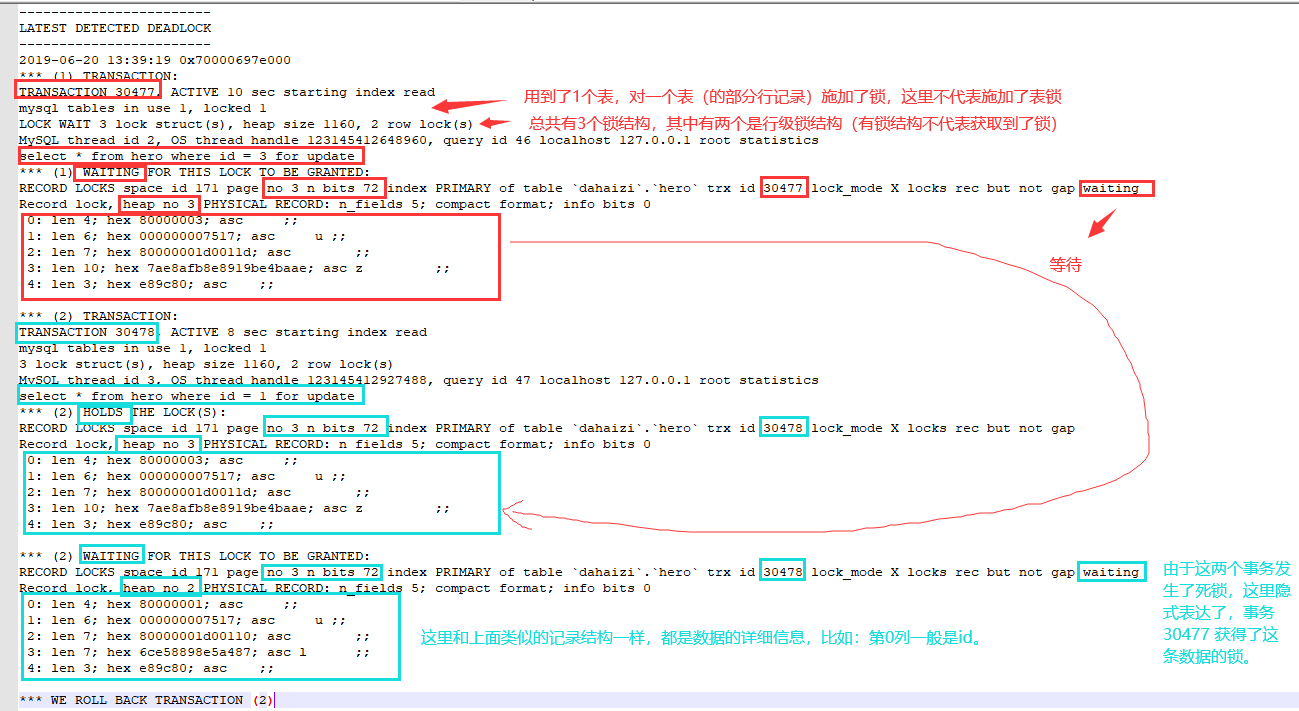 ------------------------
LATEST DETECTED DEADLOCK
------------------------
2019-06-20 13:39:19 0x70000697e000
*** (1) TRANSACTION:
TRANSACTION 30477, ACTIVE 10 sec starting index read
mysql tables in use 1, locked 1
用到了1个表，对一个表（的部分行记录）施加了锁，这里不代表施加了表锁
LOCK WAIT 3 lock struct(s), heap size 1160, 2 row lock(s)
总共有3个锁结构，其中有两个是行级锁结构（有锁结构不代表获取到了锁）
MySQL thread id 2, OS thread handle 123145412648960, query id 46 localhost 127.0.0.1 root statistics
select * from hero where id = 3 for update
*** (1) WAITING FOR THIS LOCK TO BE GRANTED:
RECORD LOCKS space id 171 page no 3 n bits 72 index PRIMARY of table `dahaizi`.`hero` trx id 30477 lock_mode X locks rec but not gap waiting
Record lock, heap no 3 PHYSICAL RECORD: n_fields 5; compact format; info bits 0
0: len 4; hex 80000003; asc     ;;
1: len 6; hex 000000007517; asc     u ;;
2: len 7; hex 80000001d0011d; asc        ;;
3: len 10; hex 7ae8afb8e8919be4baae; asc z         ;;
4: len 3; hex e89c80; asc    ;;
等待
*** (2) TRANSACTION:
TRANSACTION 30478, ACTIVE 8 sec starting index read
mysql tables in use 1, locked 1
3 lock struct(s), heap size 1160, 2 row lock(s)
MySQL thread id 3, OS thread handle 123145412927488, query id 47 localhost 127.0.0.1 root statistics
select * from hero where id = 1 for update
*** (2) HOLDS THE LOCK(S):
RECORD LOCKS space id 171 page no 3 n bits 72 index PRIMARY of table `dahaizi`.`hero` trx id 30478 lock_mode X locks rec but not gap
Record lock, heap no 3 PHYSICAL RECORD: n_fields 5; compact format; info bits 0
0: len 4; hex 80000003; asc     ;;
1: len 6; hex 000000007517; asc     u ;;
2: len 7; hex 80000001d0011d; asc        ;;
3: len 10; hex 7ae8afb8e8919be4baae; asc z         ;;
4: len 3; hex e89c80; asc    ;;
*** (2) WAITING FOR THIS LOCK TO BE GRANTED:
RECORD LOCKS space id 171 page no 3 n bits 72 index PRIMARY of table `dahaizi`.`hero` trx id 30478 lock_mode X locks rec but not gap waiting
Record lock, heap no 2 PHYSICAL RECORD: n_fields 5; compact format; info bits 0
0: len 4; hex 80000001; asc     ;;
1: len 6; hex 000000007517; asc     u ;;
2: len 7; hex 80000001d00110; asc        ;;
3: len 7; hex 6ce58898e5a487; asc l      ;;
4: len 3; hex e89c80; asc    ;;
这里和上面类似的记录结构一样，都是数据的详细信息，比如：第0列一般是id。
由于这两个事务发
生了死锁，这里隐
式表达了，事务
30477 获得了这
条数据的锁。
*** WE ROLL BACK TRANSACTION (2)